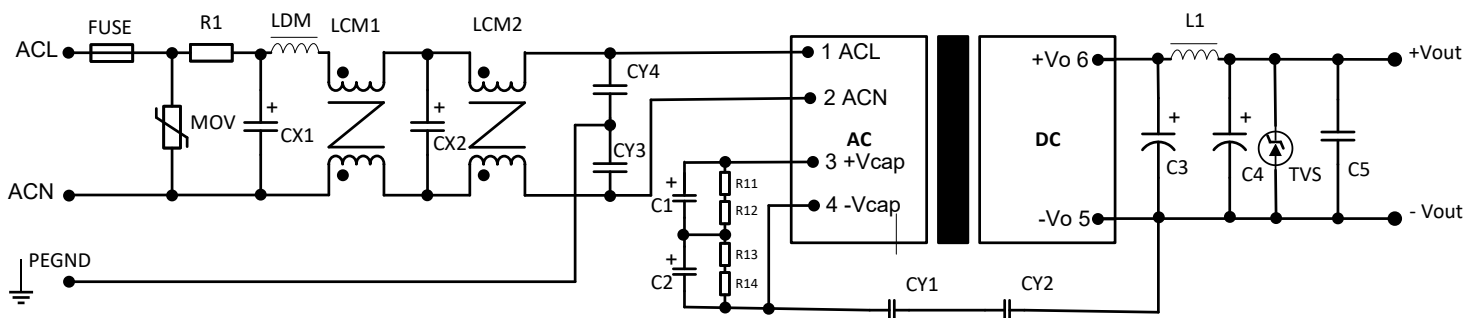 FUSE
R1
LDM
LCM1
LCM2
L1
ACL
1 ACL
+Vo 6
+Vout
CY4
2 ACN
MOV
+
CX1
+
CX2
AC
DC
+
C3
+
C4
TVS
C5
CY3
3 +Vcap
ACN
+
C1
R11
R12
4 -Vcap
-Vo 5
- Vout
PEGND
+
C2
R13
R14
CY1
CY2